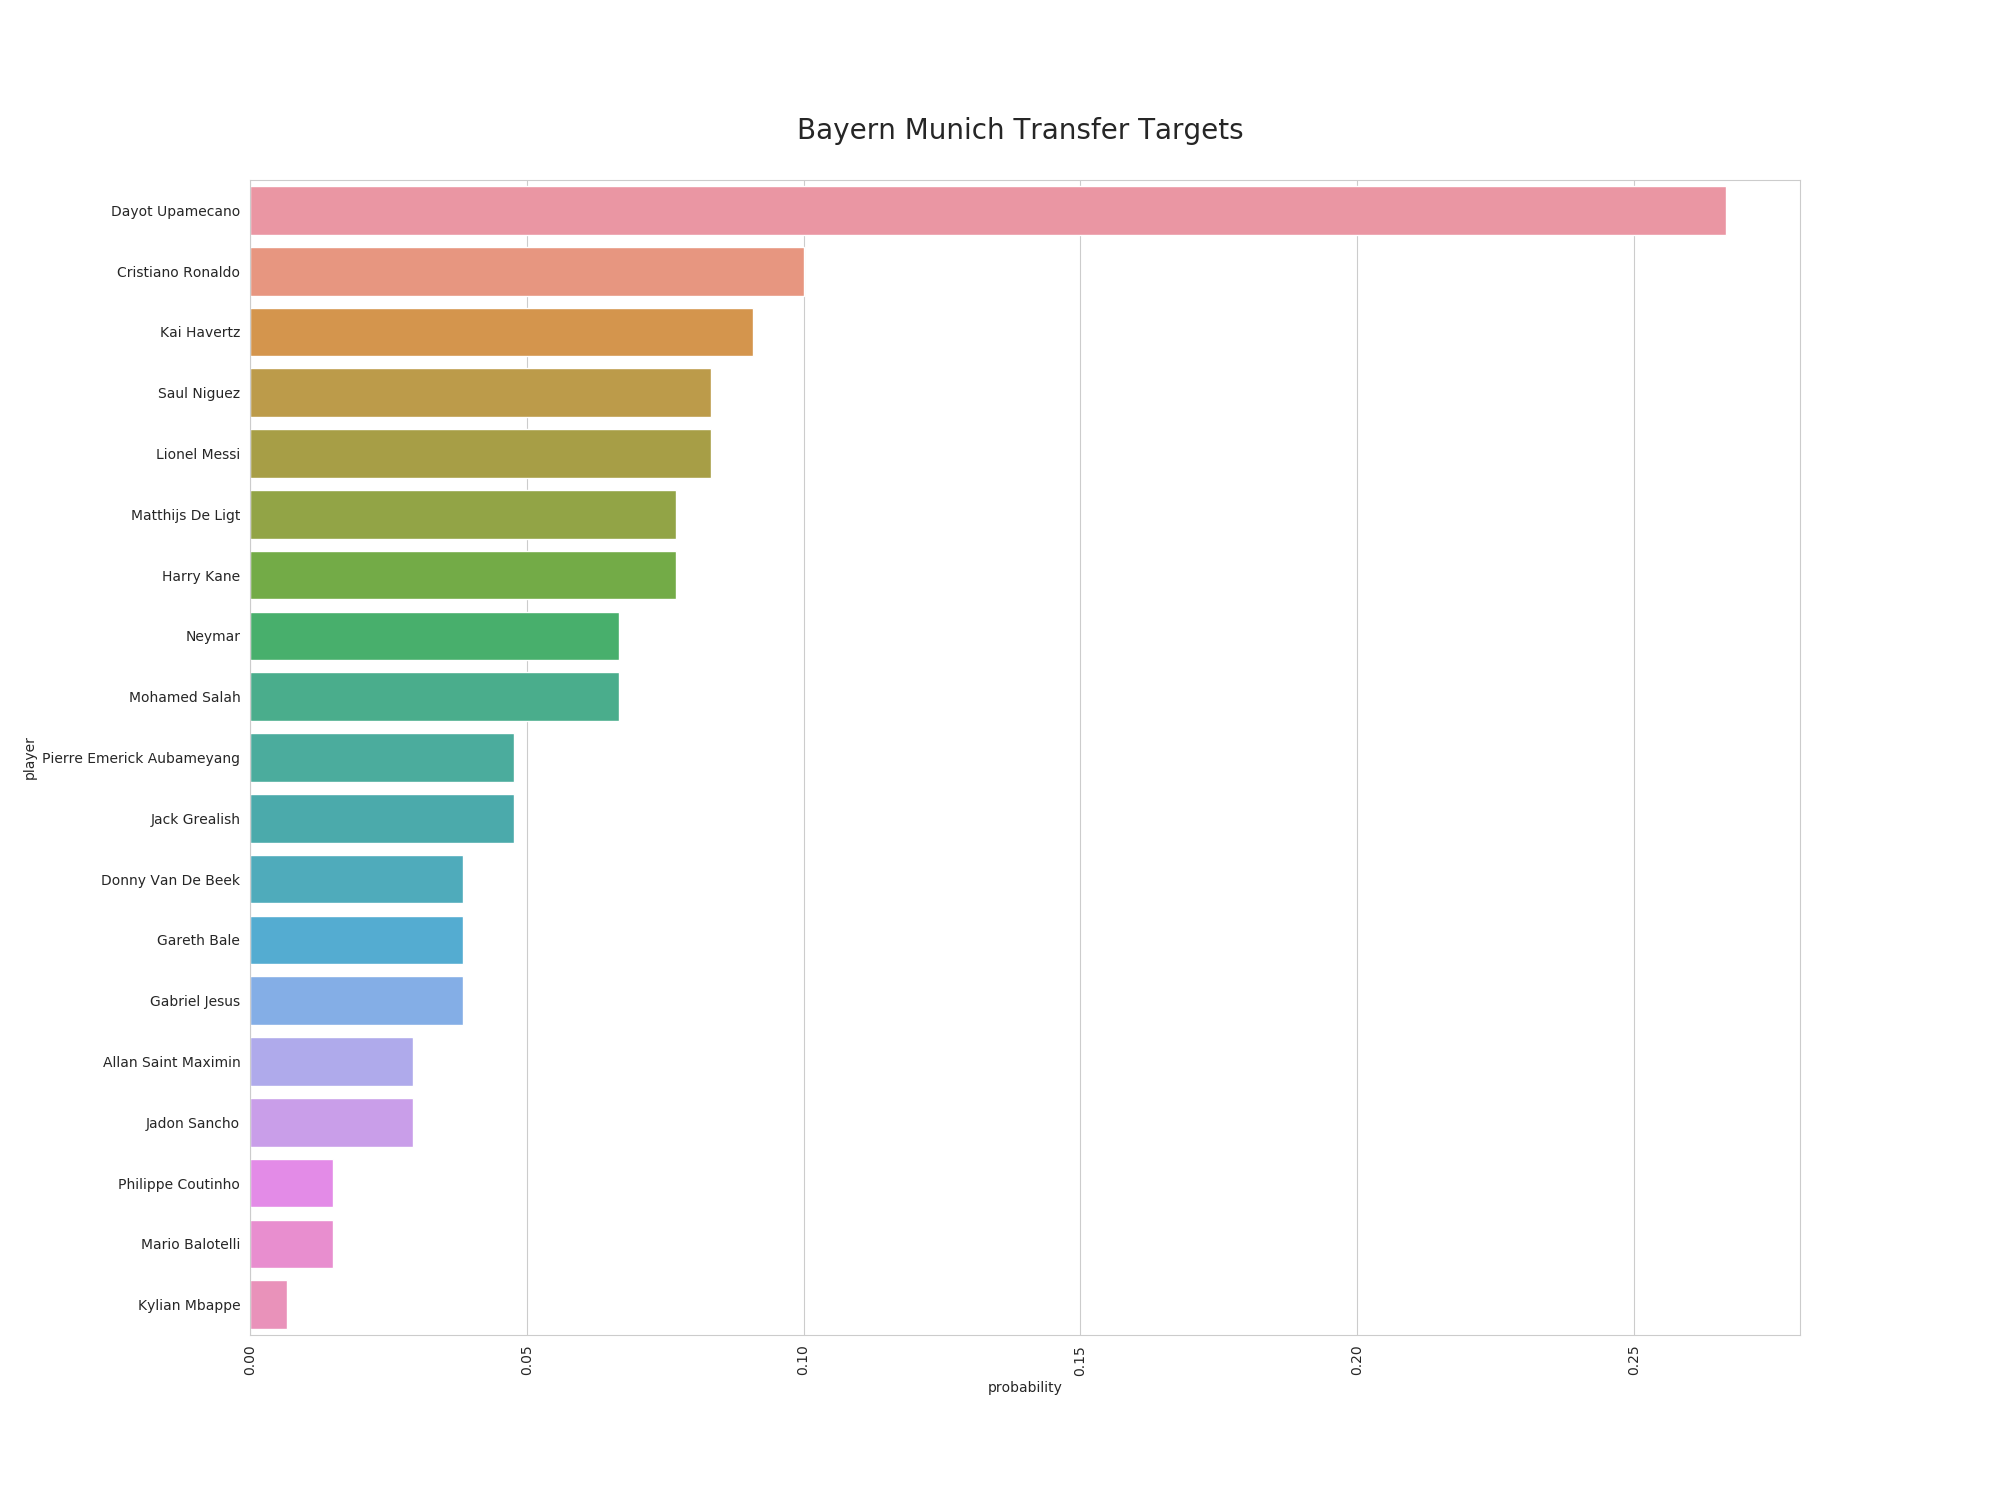 Bayern Munich Transfer Targets
Dayot Upamecano
Cristiano Ronaldo
Kai Havertz
Saul Niguez
Lionel Messi
Matthijs De Ligt
Harry Kane
Neymar
Mohamed Salah
Pierre Emerick Aubameyang
Jack Grealish
Donny Van De Beek
Gareth Bale
Gabriel Jesus
Allan Saint Maximin
Jadon Sancho
Philippe Coutinho
Mario Balotelli
Kylian Mbappe
player
0.00
0.05
0.10
0.15
0.20
0.25
probability